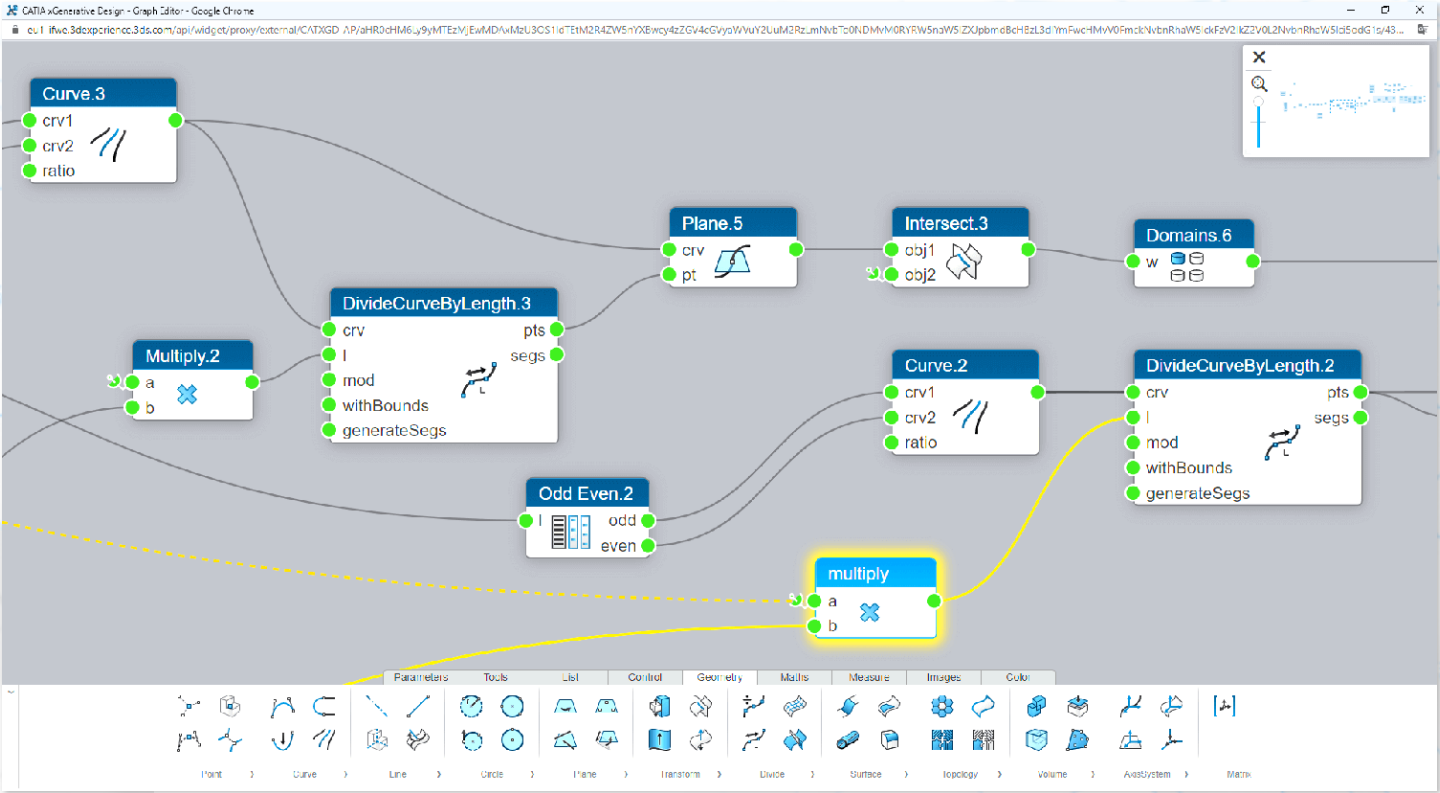 CATIA xGenerative Design - Graph Editor - Google Chrome
Curve.3
crv1
crv2
ratio
Plane.5
crv
pt
Intersect.3
obj1
obj2
Domains.6
w
DivideCurveByLength.3
crv pts
l segs
mod
withBounds
generateSegs
Multiply.2
a
b
Curve.2
crv1
crv2
ratio
DivideCurveByLength.2
crv pts
l segs
mod
withBounds
generateSegs
Odd Even.2
l odd
even
multiply
a
b
Parameters Tools List Control Geometry Maths Measure Images Color
Point Curve Line Circle Plane Transform Divide Surface Topology Volume AxisSystem Matrix